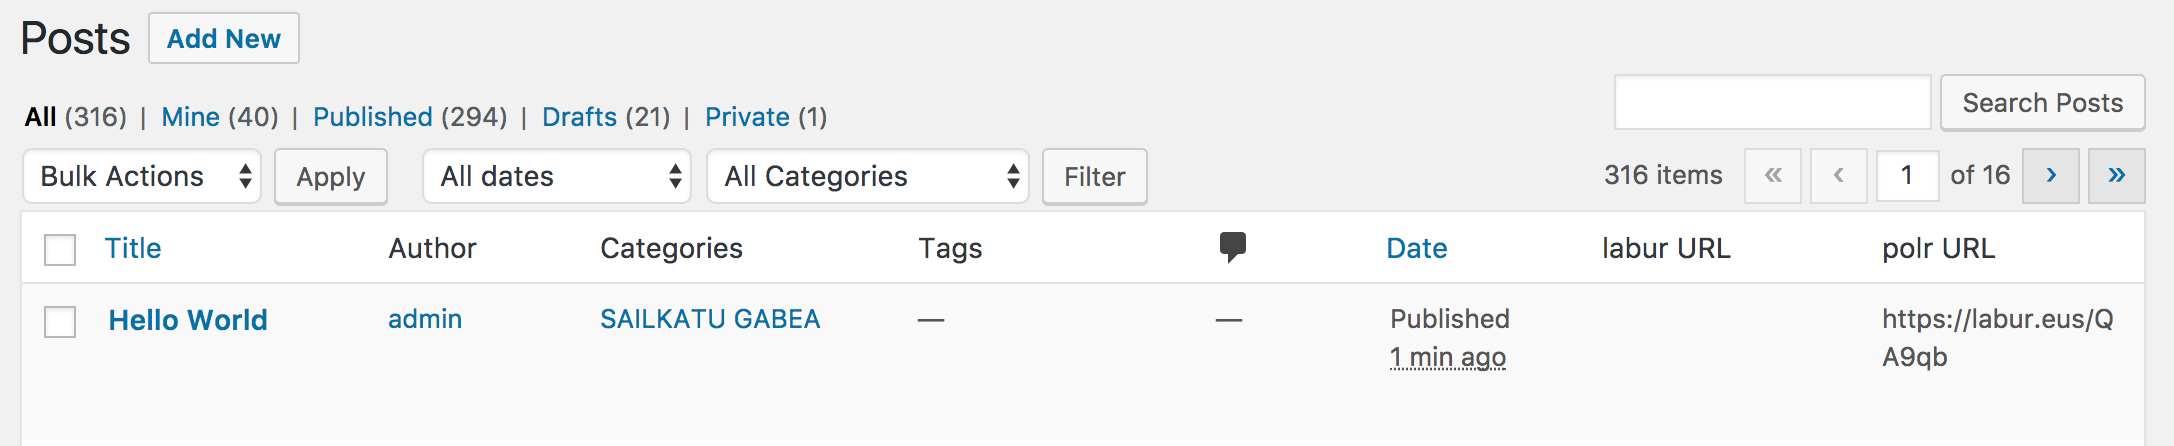 Posts Add New
All (316) | Mine (40) | Published (294) | Drafts (21) | Private (1)
Search Posts
Bulk Actions Apply All dates All Categories Filter 316 items « ‹ 1 of 16 › »
Title Author Categories Tags Date labur URL polr URL
Hello World admin SAILKATU GABEA — — Published https://labur.eus/Q
1 min ago A9qb